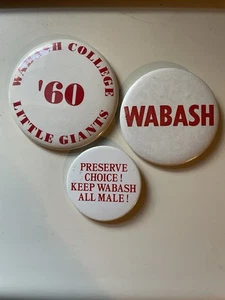 WABASH COLLEGE
'60
LITTLE GIANTS
WABASH
PRESERVE
CHOICE!
KEEP WABASH
ALL MALE!